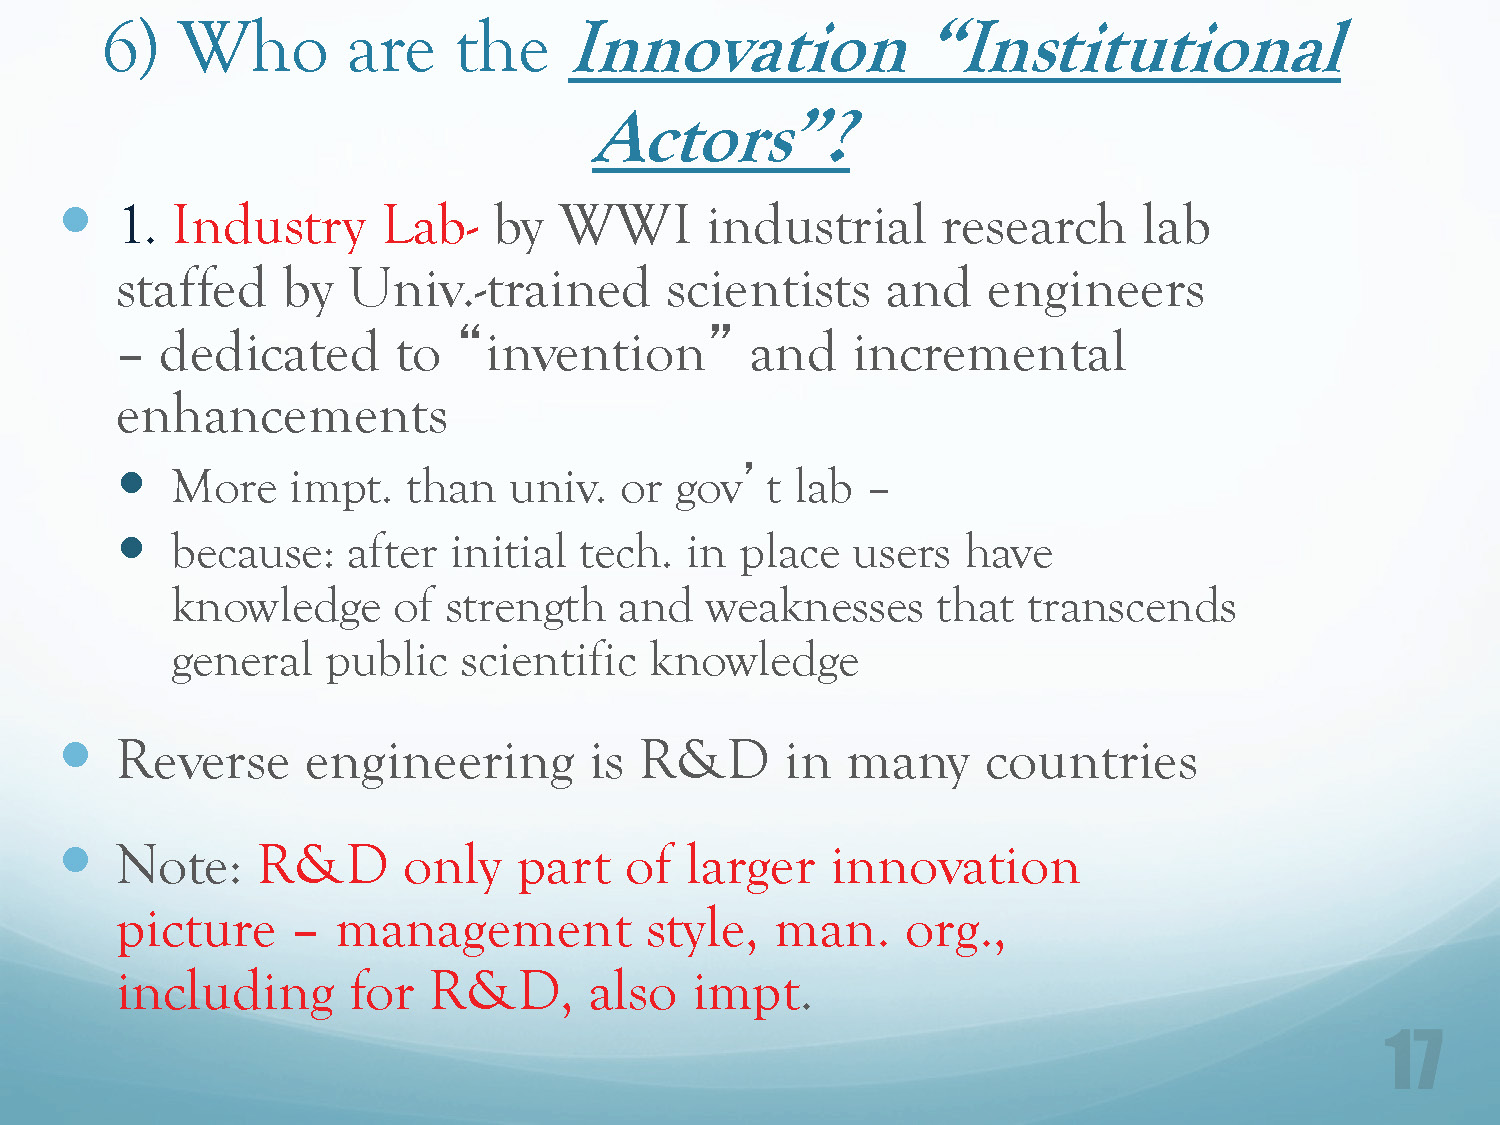 6) Who are the Innovation “Institutional
Actors”?
• 1. Industry Lab- by WWI industrial research lab
staffed by Univ.-trained scientists and engineers
– dedicated to “invention” and incremental
enhancements
• More impt. than univ. or gov’t lab –
• because: after initial tech. in place users have
knowledge of strength and weaknesses that transcends
general public scientific knowledge
• Reverse engineering is R&D in many countries
• Note: R&D only part of larger innovation
picture – management style, man. org.,
including for R&D, also impt.
17